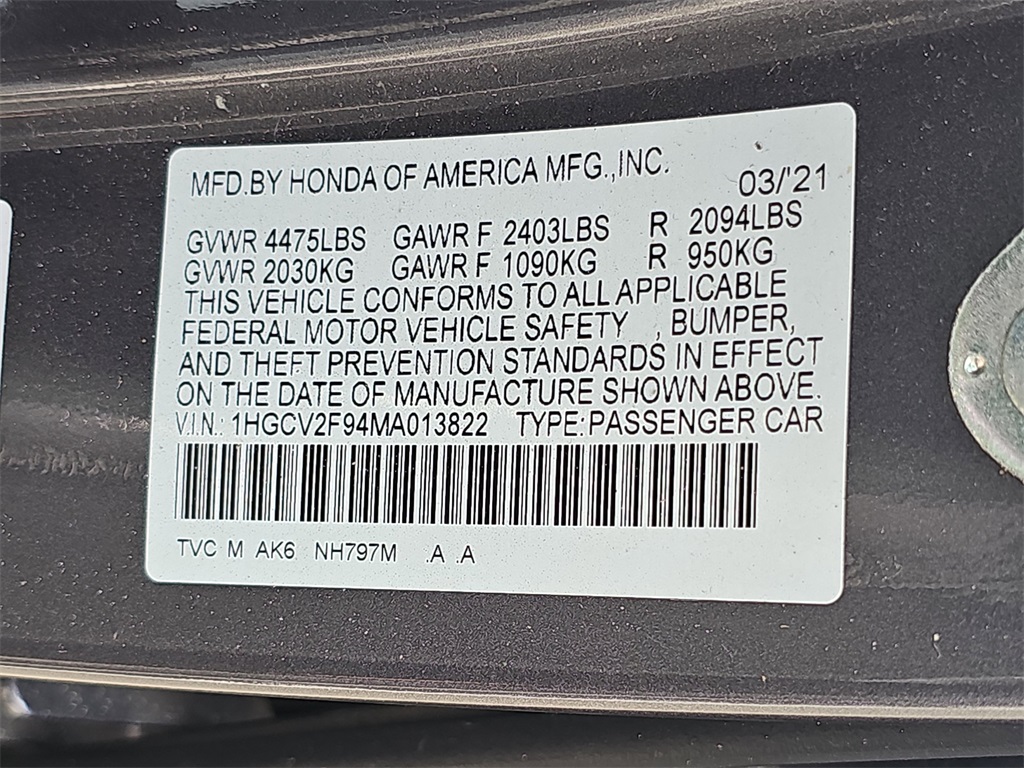 MFD.BY HONDA OF AMERICA MFG.,INC. 03/'21
GVWR 4475LBS GAWR F 2403LBS R 2094LBS
GVWR 2030KG GAWR F 1090KG R 950KG
THIS VEHICLE CONFORMS TO ALL APPLICABLE
FEDERAL MOTOR VEHICLE SAFETY , BUMPER,
AND THEFT PREVENTION STANDARDS IN EFFECT
ON THE DATE OF MANUFACTURE SHOWN ABOVE.
V.I.N.: 1HGCV2F94MA013822 TYPE:PASSENGER CAR
TVC M AK6 NH797M .A .A